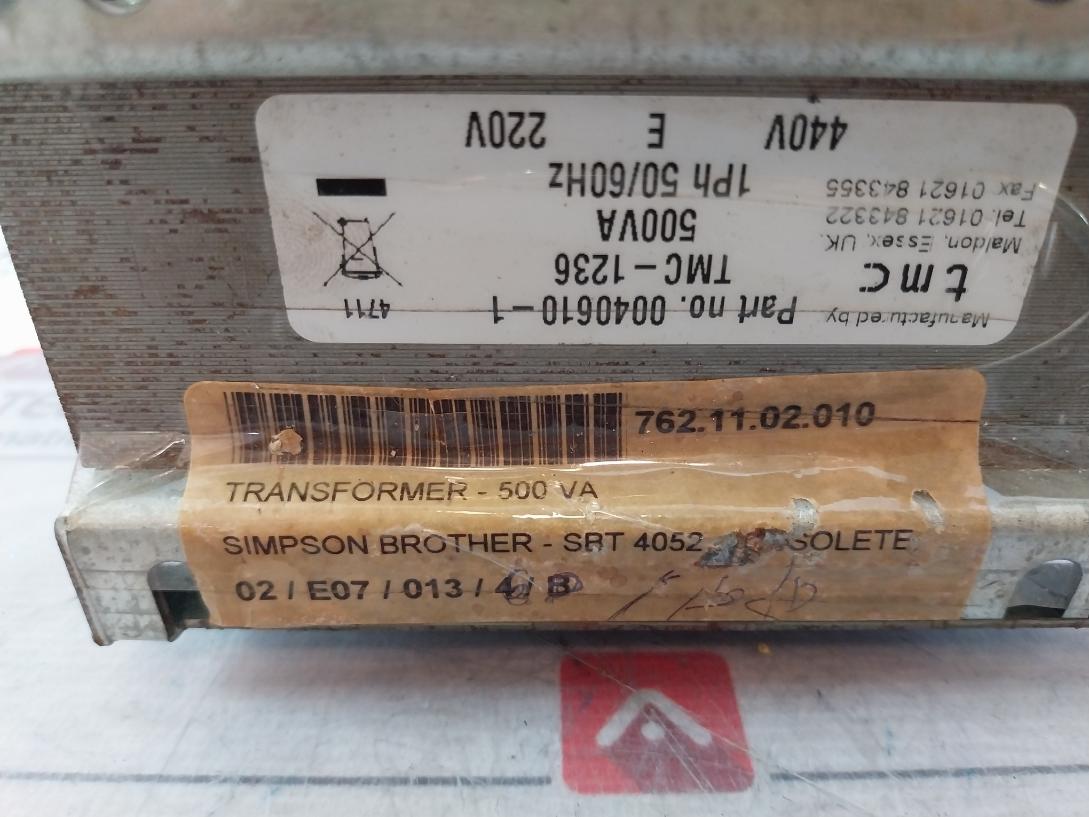 Manufactured by
tmc
Maldon, Essex, UK.
Tel. 01621 843322
Fax 01621 843355
Part no. 0040610-1
TMC-1236
500VA
1Ph 50/60Hz
440V E 220V
4711
762.11.02.010
TRANSFORMER - 500 VA
SIMPSON BROTHER - SBT 4052
02 / E07 / 013 / 4 / B